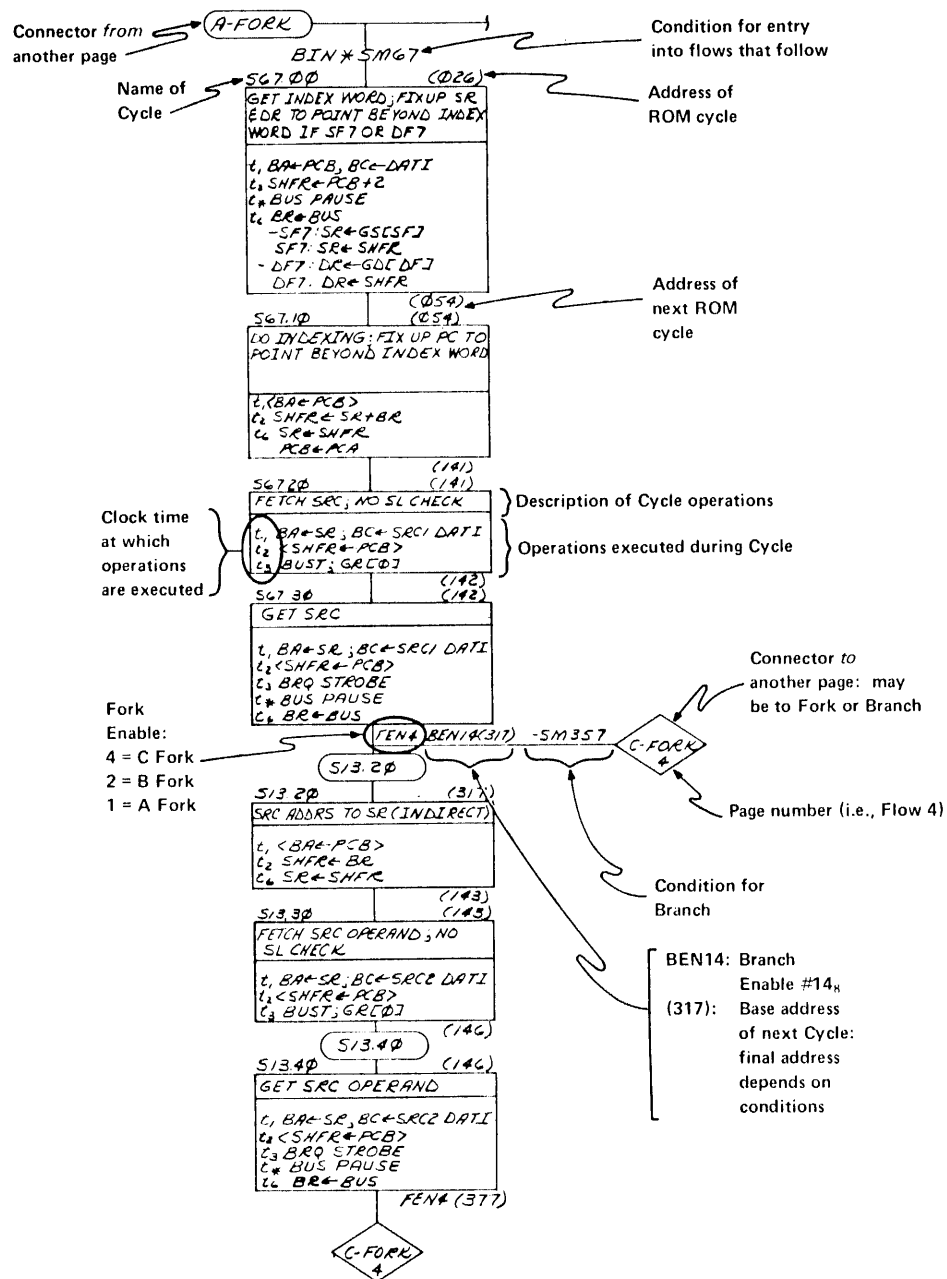 Connector from
another page
A-FORK
BIN*SM67
Condition for entry
into flows that follow
Name of
Cycle
S67.00
(026)
Address of
ROM cycle
GET INDEX WORD; FIXUP SR
&DR TO POINT BEYOND INDEX
WORD IF SF7 OR DF7
t1 BA←PCB, BC←DATI
t2 SHFR←PCB+2
t* BUS PAUSE
t6 BR←BUS
-SF7: SR←GS[SF]
SF7: SR←SHFR
-DF7: DR←GD[DF]
DF7: DR←SHFR
(054)
Address of
next ROM
cycle
S67.10
(054)
DO INDEXING; FIX UP PC TO
POINT BEYOND INDEX WORD
t1 <BA←PCB>
t2 SHFR←SR+BR
t6 SR←SHFR
PCB←PCA
(141)
S67.20
(141)
FETCH SRC; NO SL CHECK
Description of Cycle operations
Clock time
at which
operations
are executed
t1 BA←SR; BC←SRC1 DATI
t2 <SHFR←PCB>
t3 BUST; GR[0]
Operations executed during Cycle
(142)
S67.30
(142)
GET SRC
t1 BA←SR; BC←SRC1 DATI
t2 <SHFR←PCB>
t3 BRQ STROBE
t* BUS PAUSE
t6 BR←BUS
Connector to
another page: may
be to Fork or Branch
Fork
Enable:
4 = C Fork
2 = B Fork
1 = A Fork
FEN4
BEN14(317)
-SM357
C-FORK
4
Page number (i.e., Flow 4)
S13.20
S13.20
(317)
SRC ADDRS TO SR (INDIRECT)
t1 <BA←PCB>
t2 SHFR←BR
t6 SR←SHFR
(143)
Condition for
Branch
S13.30
(143)
FETCH SRC OPERAND; NO
SL CHECK
t1 BA←SR; BC←SRC2 DATI
t2 <SHFR←PCB>
t3 BUST; GR[0]
(146)
BEN14: Branch
Enable #14₈
(317): Base address
of next Cycle:
final address
depends on
conditions
S13.40
S13.40
(146)
GET SRC OPERAND
t1 BA←SR, BC←SRC2 DATI
t2 <SHFR←PCB>
t3 BRQ STROBE
t* BUS PAUSE
t6 BR←BUS
FEN4 (377)
C-FORK
4